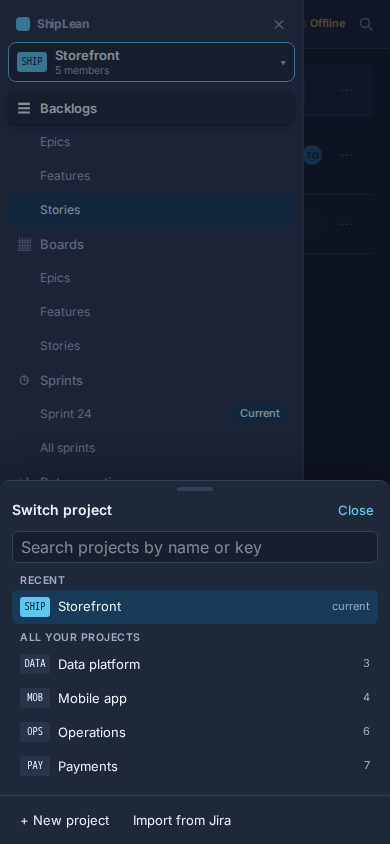 ShipLean
Offline
SHIP Storefront
5 members
Backlogs
Epics
TO
Features
Stories
Boards
Epics
Features
Stories
Sprints
Sprint 24 Current
All sprints
Switch project Close
Search projects by name or key
RECENT
SHIP Storefront current
ALL YOUR PROJECTS
DATA Data platform 3
MOB Mobile app 4
OPS Operations 6
PAY Payments 7
+ New project Import from Jira